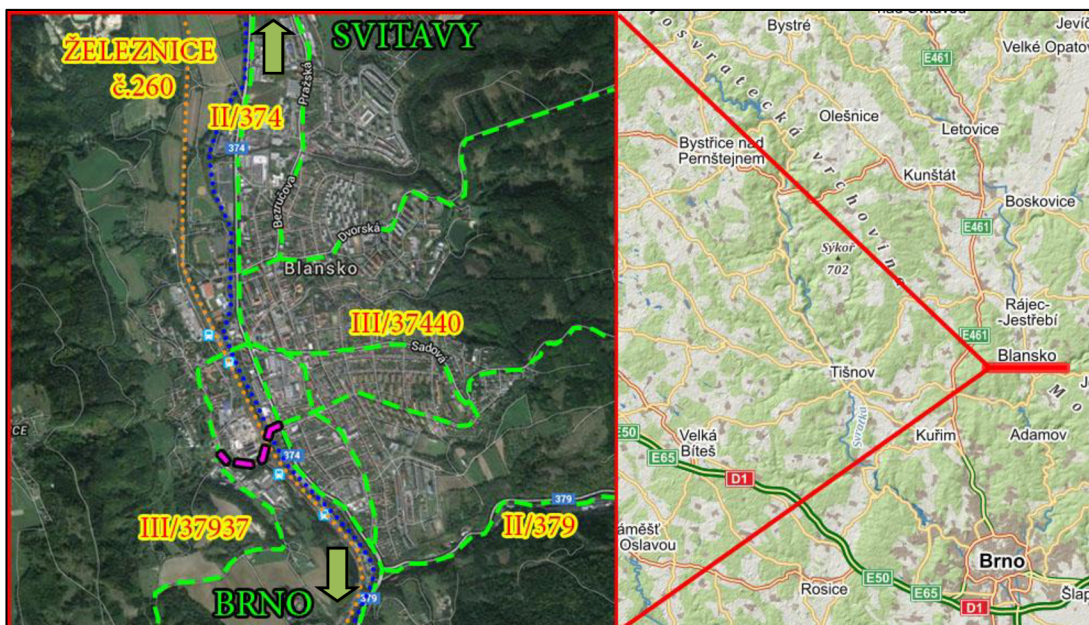 SVITAVY
ŽELEZNICE
č.260
II/374
Pražská
374
Bezručova
Dvorská
Blansko
III/37440
Sadová
374
III/37937
379
II/379
BRNO
379
Bystré
Jevíč
Velké Opatov
E461
Olešnice
Letovice
Bystřice nad
Pernštejnem
Kunštát
Boskovice
E461
Sýkoř
702
Rájec-
-Jestřebí
E461
Blansko
Tišnov
Svratka
E50
Velká
Bíteš
E65
Kuřim
Adamov
D1
áměšť
Oslavou
Brno
Rosice
E50
E65
D1
Šlap